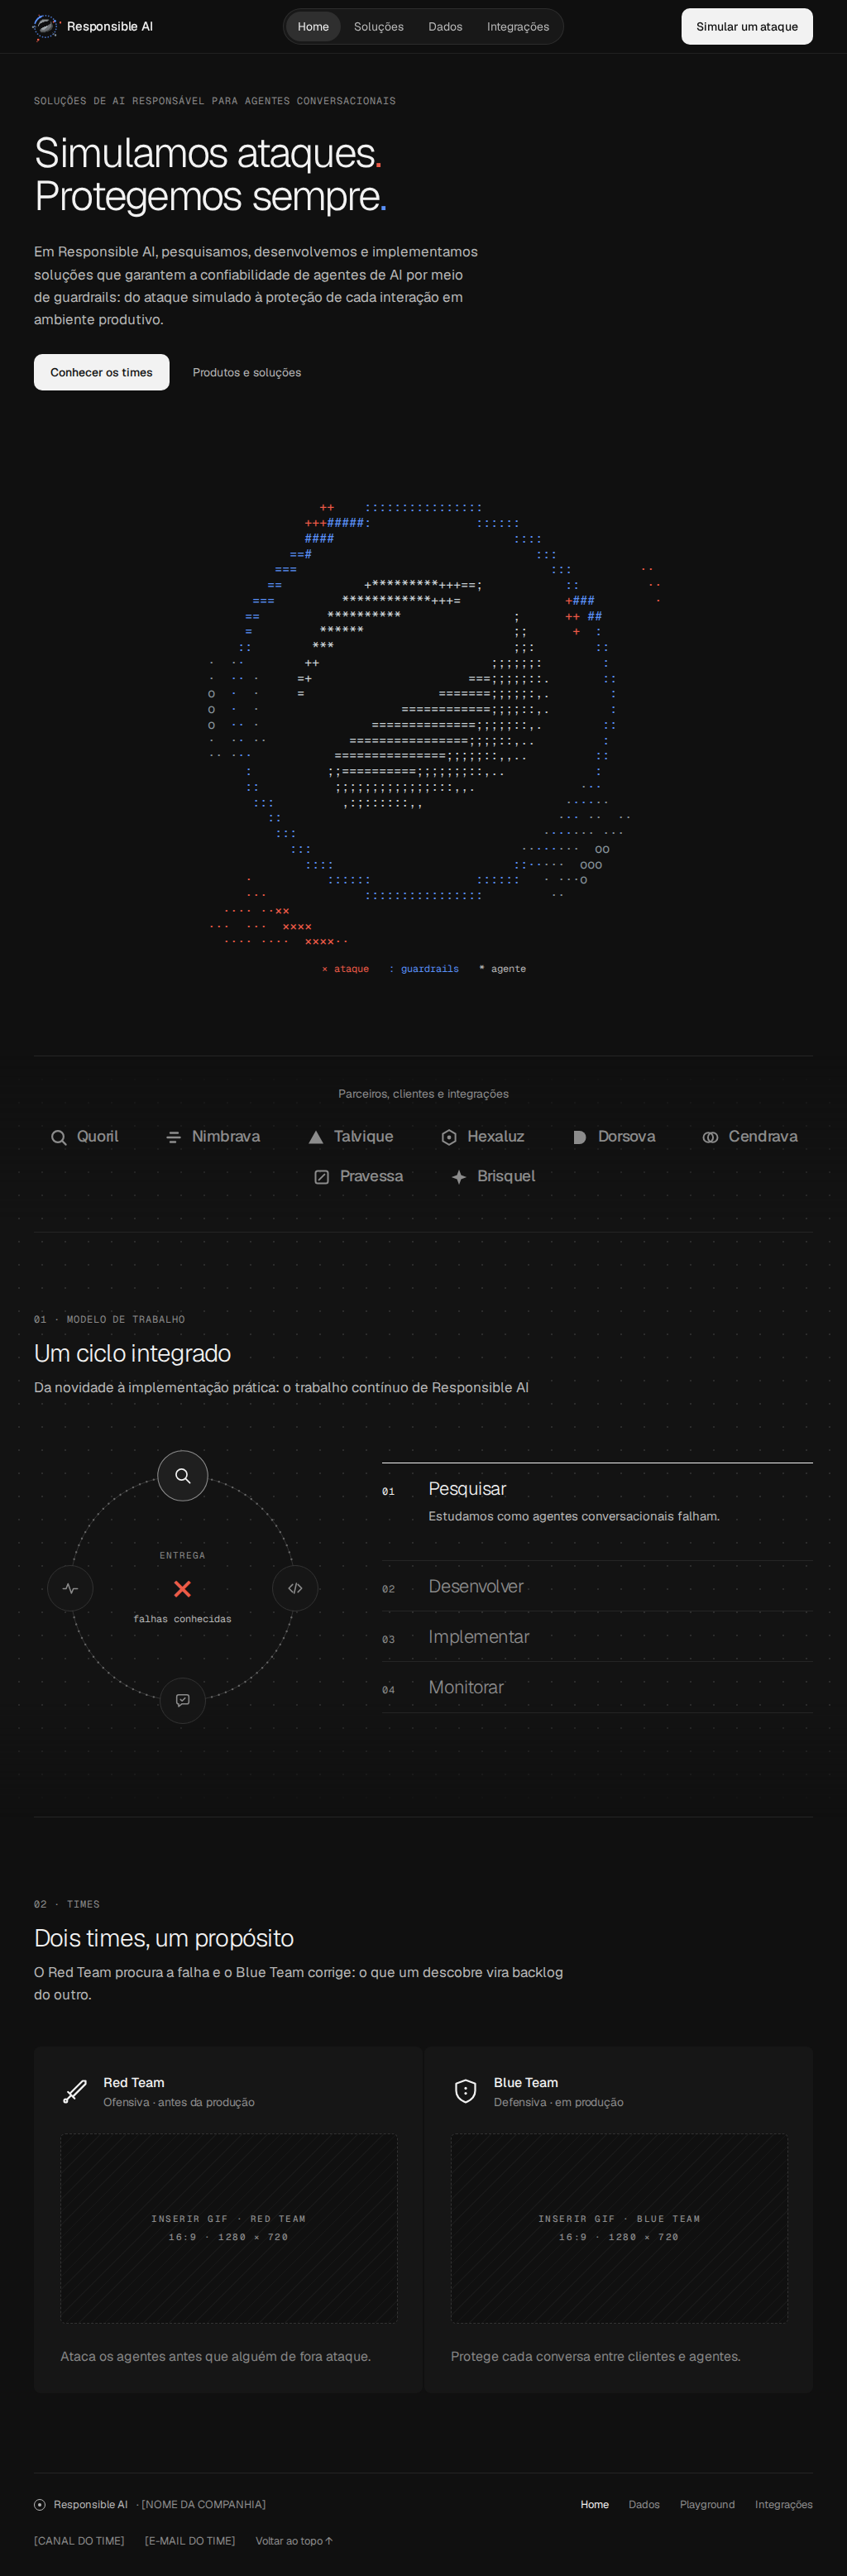 Responsible AI
Home
Soluções
Dados
Integrações
Simular um ataque
SOLUÇÕES DE AI RESPONSÁVEL PARA AGENTES CONVERSACIONAIS
Simulamos ataques.
Protegemos sempre.
Em Responsible AI, pesquisamos, desenvolvemos e implementamos
soluções que garantem a confiabilidade de agentes de AI por meio
de guardrails: do ataque simulado à proteção de cada interação em
ambiente produtivo.
Conhecer os times
Produtos e soluções
× ataque : guardrails * agente
Parceiros, clientes e integrações
Quoril
Nimbrava
Talvique
Hexaluz
Dorsova
Cendrava
Pravessa
Brisquel
01 · MODELO DE TRABALHO
Um ciclo integrado
Da novidade à implementação prática: o trabalho contínuo de Responsible AI
ENTREGA
falhas conhecidas
01 Pesquisar
Estudamos como agentes conversacionais falham.
02 Desenvolver
03 Implementar
04 Monitorar
02 · TIMES
Dois times, um propósito
O Red Team procura a falha e o Blue Team corrige: o que um descobre vira backlog
do outro.
Red Team
Ofensiva · antes da produção
INSERIR GIF · RED TEAM
16:9 · 1280 × 720
Ataca os agentes antes que alguém de fora ataque.
Blue Team
Defensiva · em produção
INSERIR GIF · BLUE TEAM
16:9 · 1280 × 720
Protege cada conversa entre clientes e agentes.
Responsible AI · [NOME DA COMPANHIA]
Home
Dados
Playground
Integrações
[CANAL DO TIME]
[E-MAIL DO TIME]
Voltar ao topo ↑